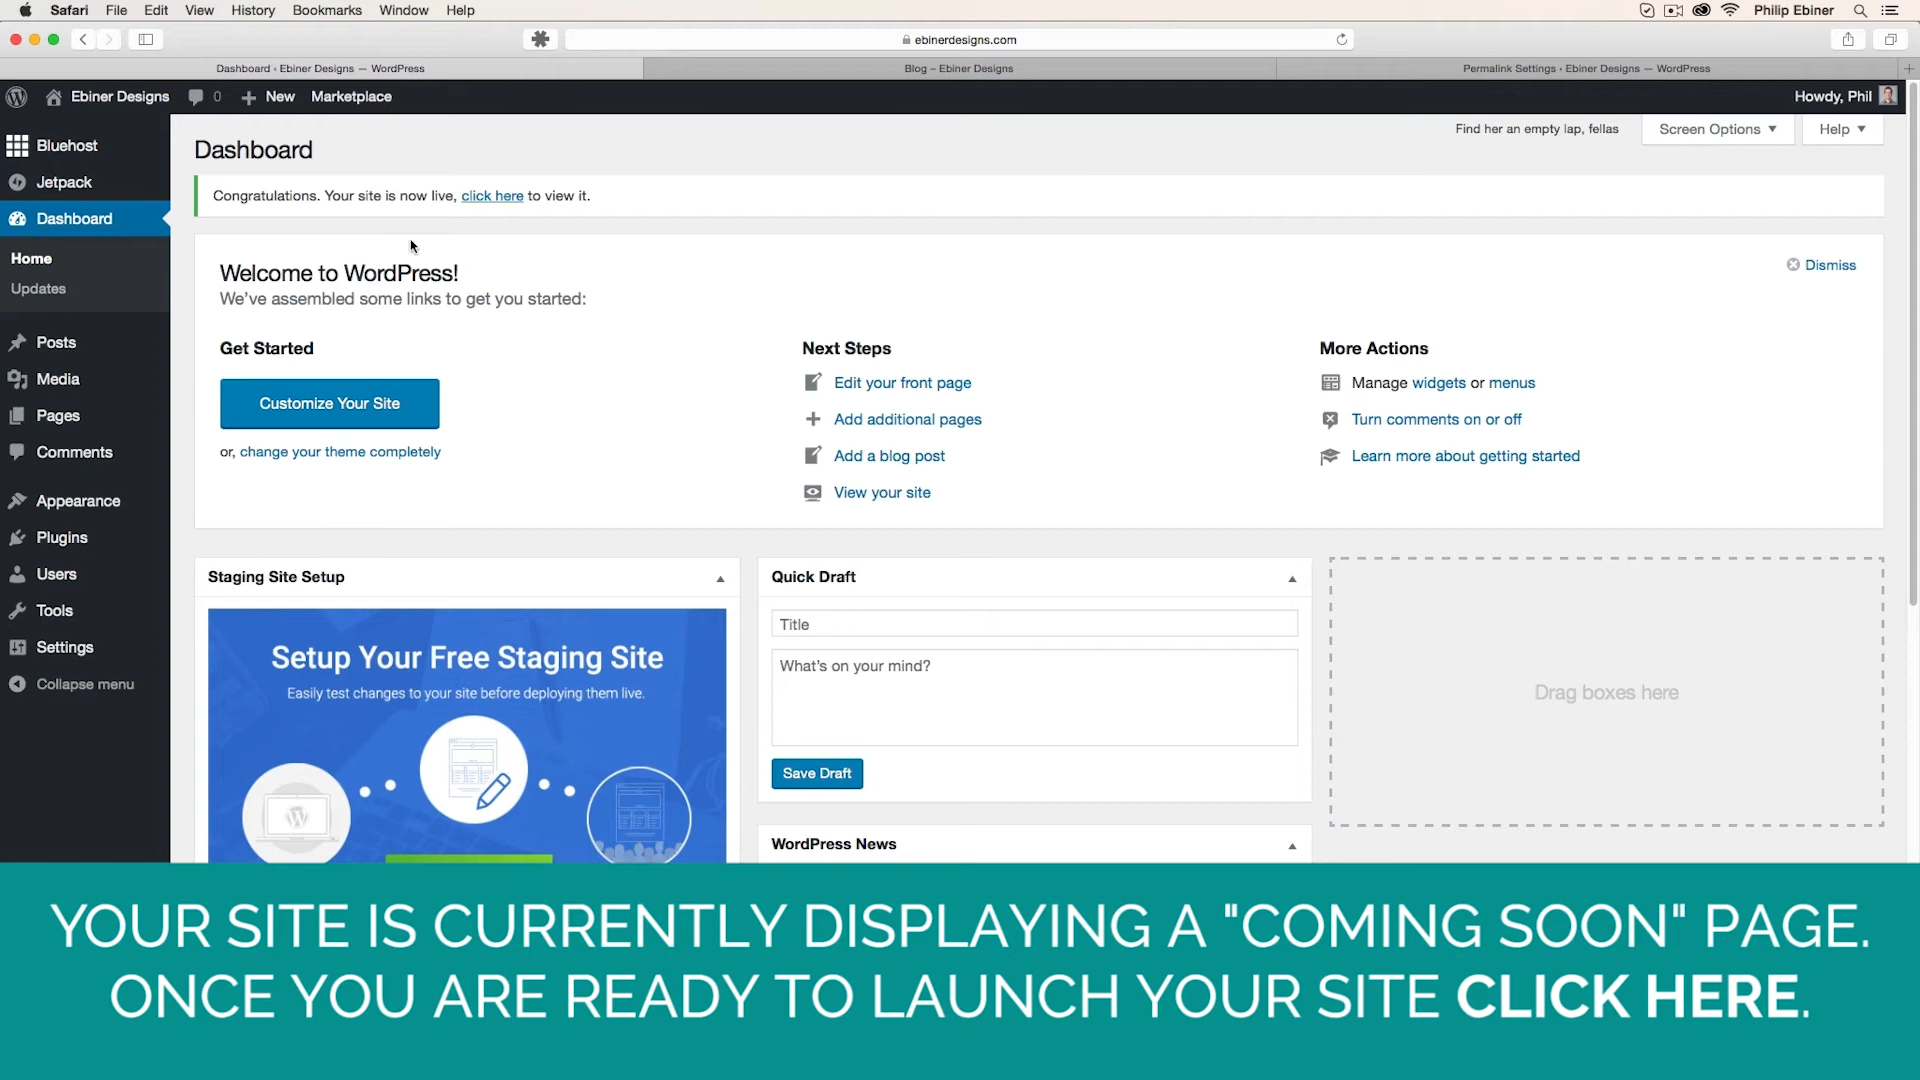 Safari File Edit View History Bookmarks Window Help Philip Ebiner
ebinerdesigns.com
Dashboard ‹ Ebiner Designs — WordPress Blog – Ebiner Designs Permalink Settings ‹ Ebiner Designs — WordPress
Ebiner Designs 0 + New Marketplace Howdy, Phil
Find her an empty lap, fellas Screen Options Help
Bluehost
Jetpack
Dashboard
Home
Updates
Posts
Media
Pages
Comments
Appearance
Plugins
Users
Tools
Settings
Collapse menu
Dashboard
Congratulations. Your site is now live, click here to view it.
Welcome to WordPress!
Dismiss
We've assembled some links to get you started:
Get Started
Customize Your Site
or, change your theme completely
Next Steps
Edit your front page
Add additional pages
Add a blog post
View your site
More Actions
Manage widgets or menus
Turn comments on or off
Learn more about getting started
Staging Site Setup
Setup Your Free Staging Site
Easily test changes to your site before deploying them live.
Quick Draft
Title
What's on your mind?
Save Draft
WordPress News
Drag boxes here
YOUR SITE IS CURRENTLY DISPLAYING A "COMING SOON" PAGE.
ONCE YOU ARE READY TO LAUNCH YOUR SITE CLICK HERE.